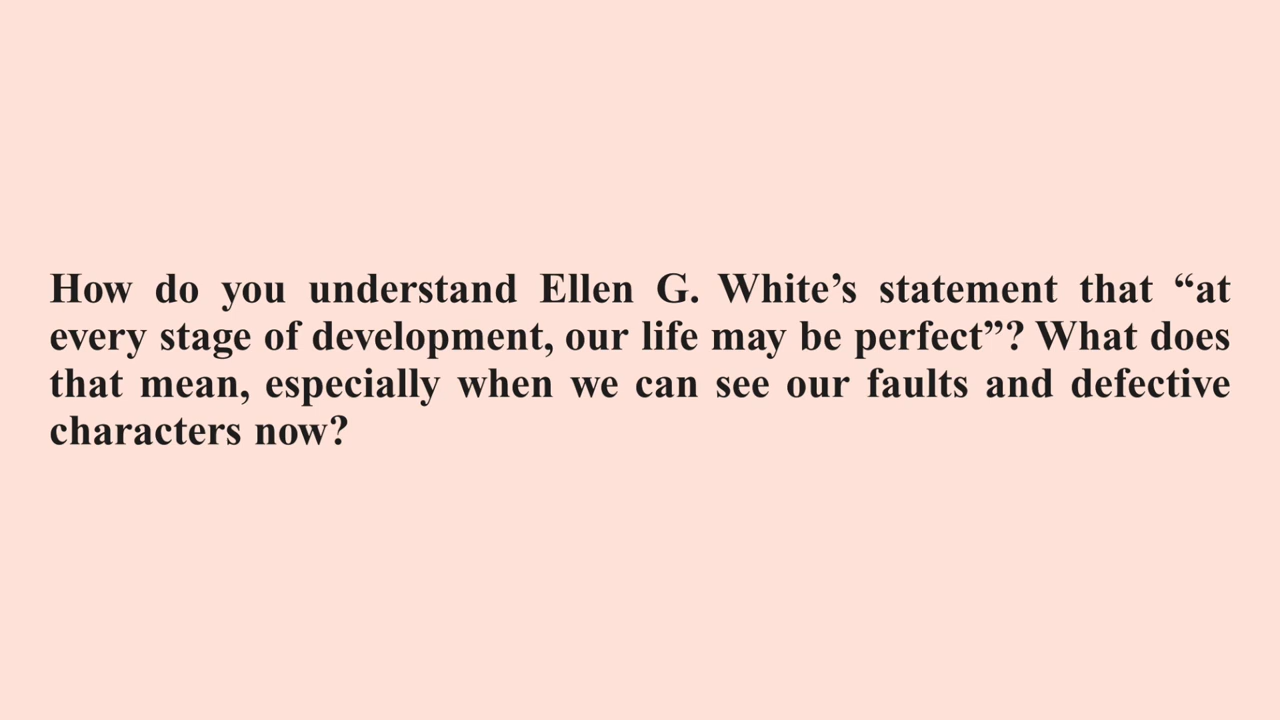 How do you understand Ellen G. White’s statement that “at
every stage of development, our life may be perfect”? What does
that mean, especially when we can see our faults and defective
characters now?